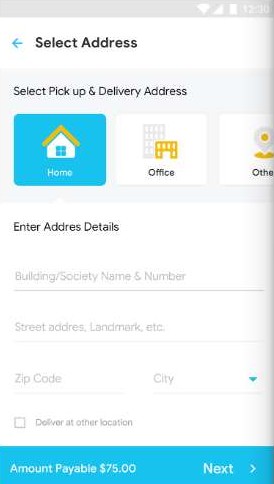 12:30
Select Address
Select Pick up & Delivery Address
Home
Office
Othe
Enter Addres Details
Building/Society Name & Number
Street addres, Landmark, etc.
Zip Code
City
Deliver at other location
Amount Payable $75.00
Next